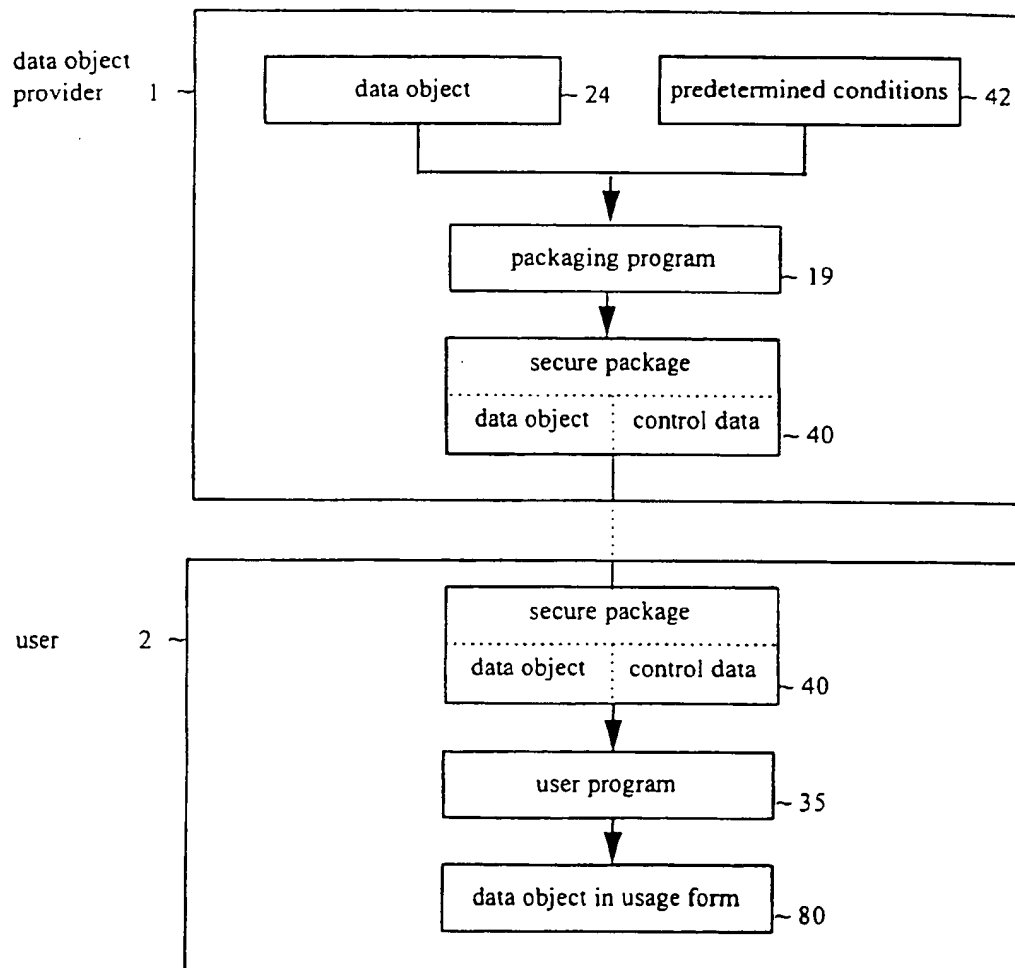 data object
provider 1
data object 24
predetermined conditions 42
packaging program 19
secure package
data object control data 40
user 2
secure package
data object control data 40
user program 35
data object in usage form 80